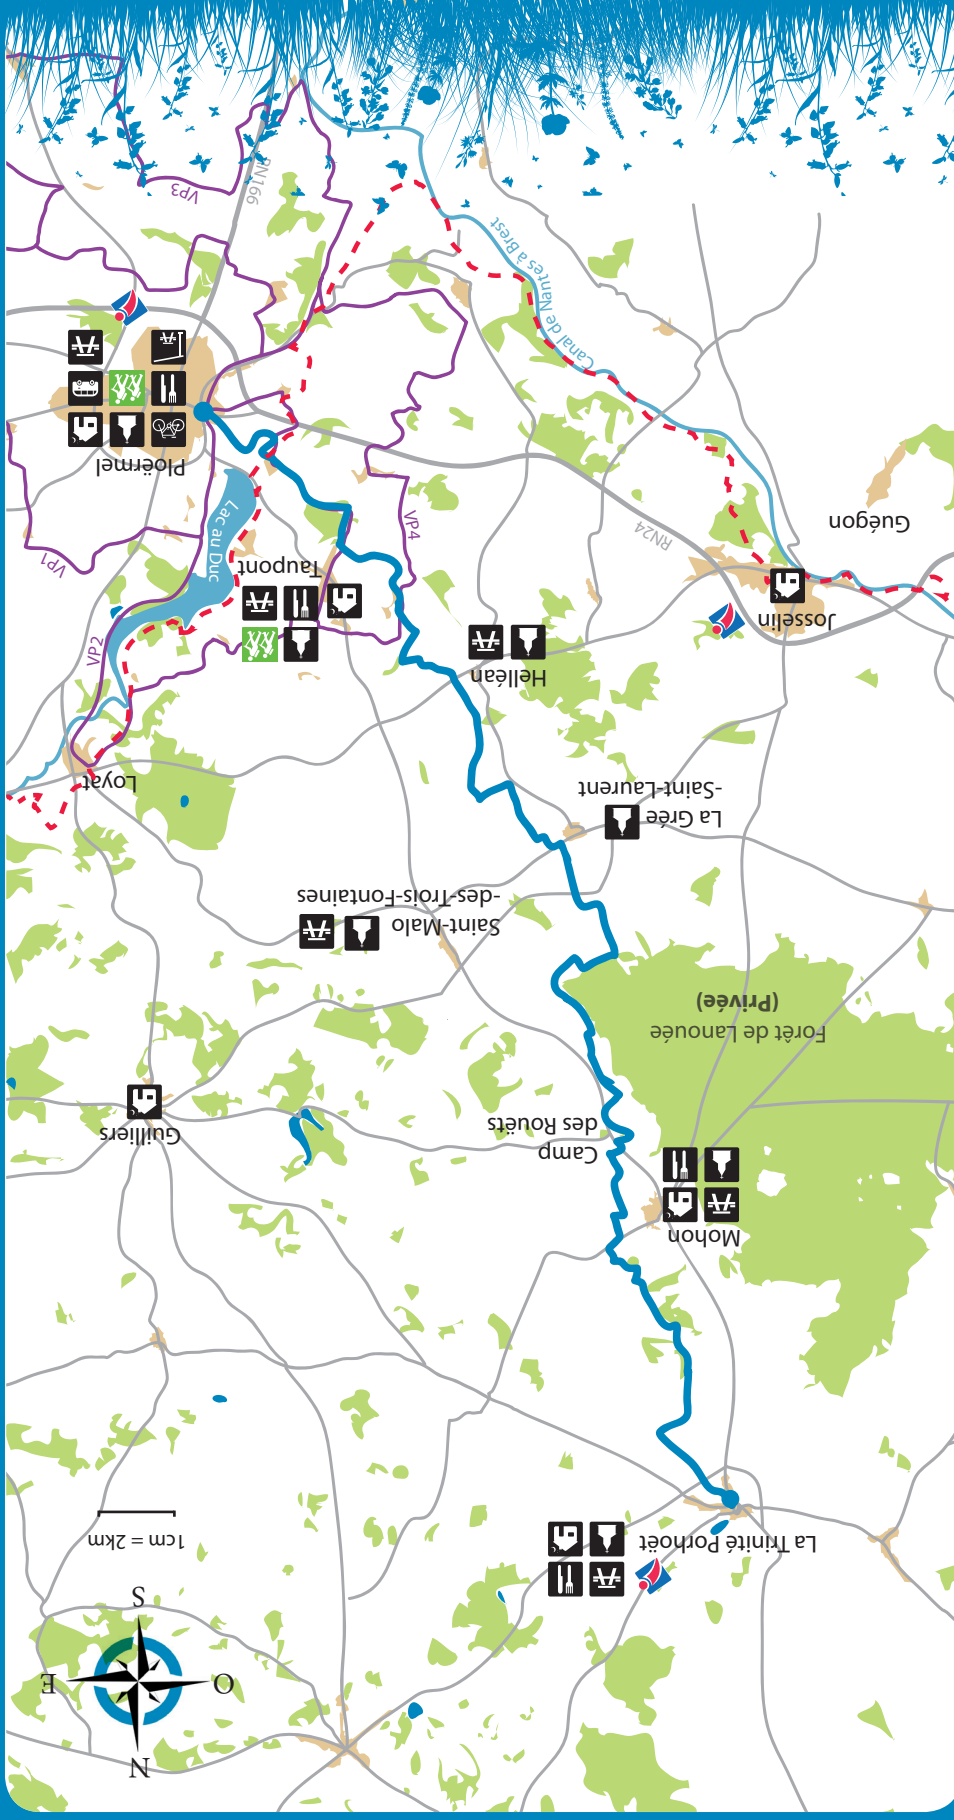 N
O
E
S
1cm = 2km
La Trinité Porhoët
Mohon
Camp
des Rouëts
Guilliers
Forêt de Lanouée
(Privée)
Saint-Malo
-des-Trois-Fontaines
La Grée
-Saint-Laurent
Loyat
Helléan
Josselin
VP2
Taupont
Lac au Duc
VP1
RN24
Guégon
VP4
Ploërmel
Canal de Nantes à Brest
VP3
RN166